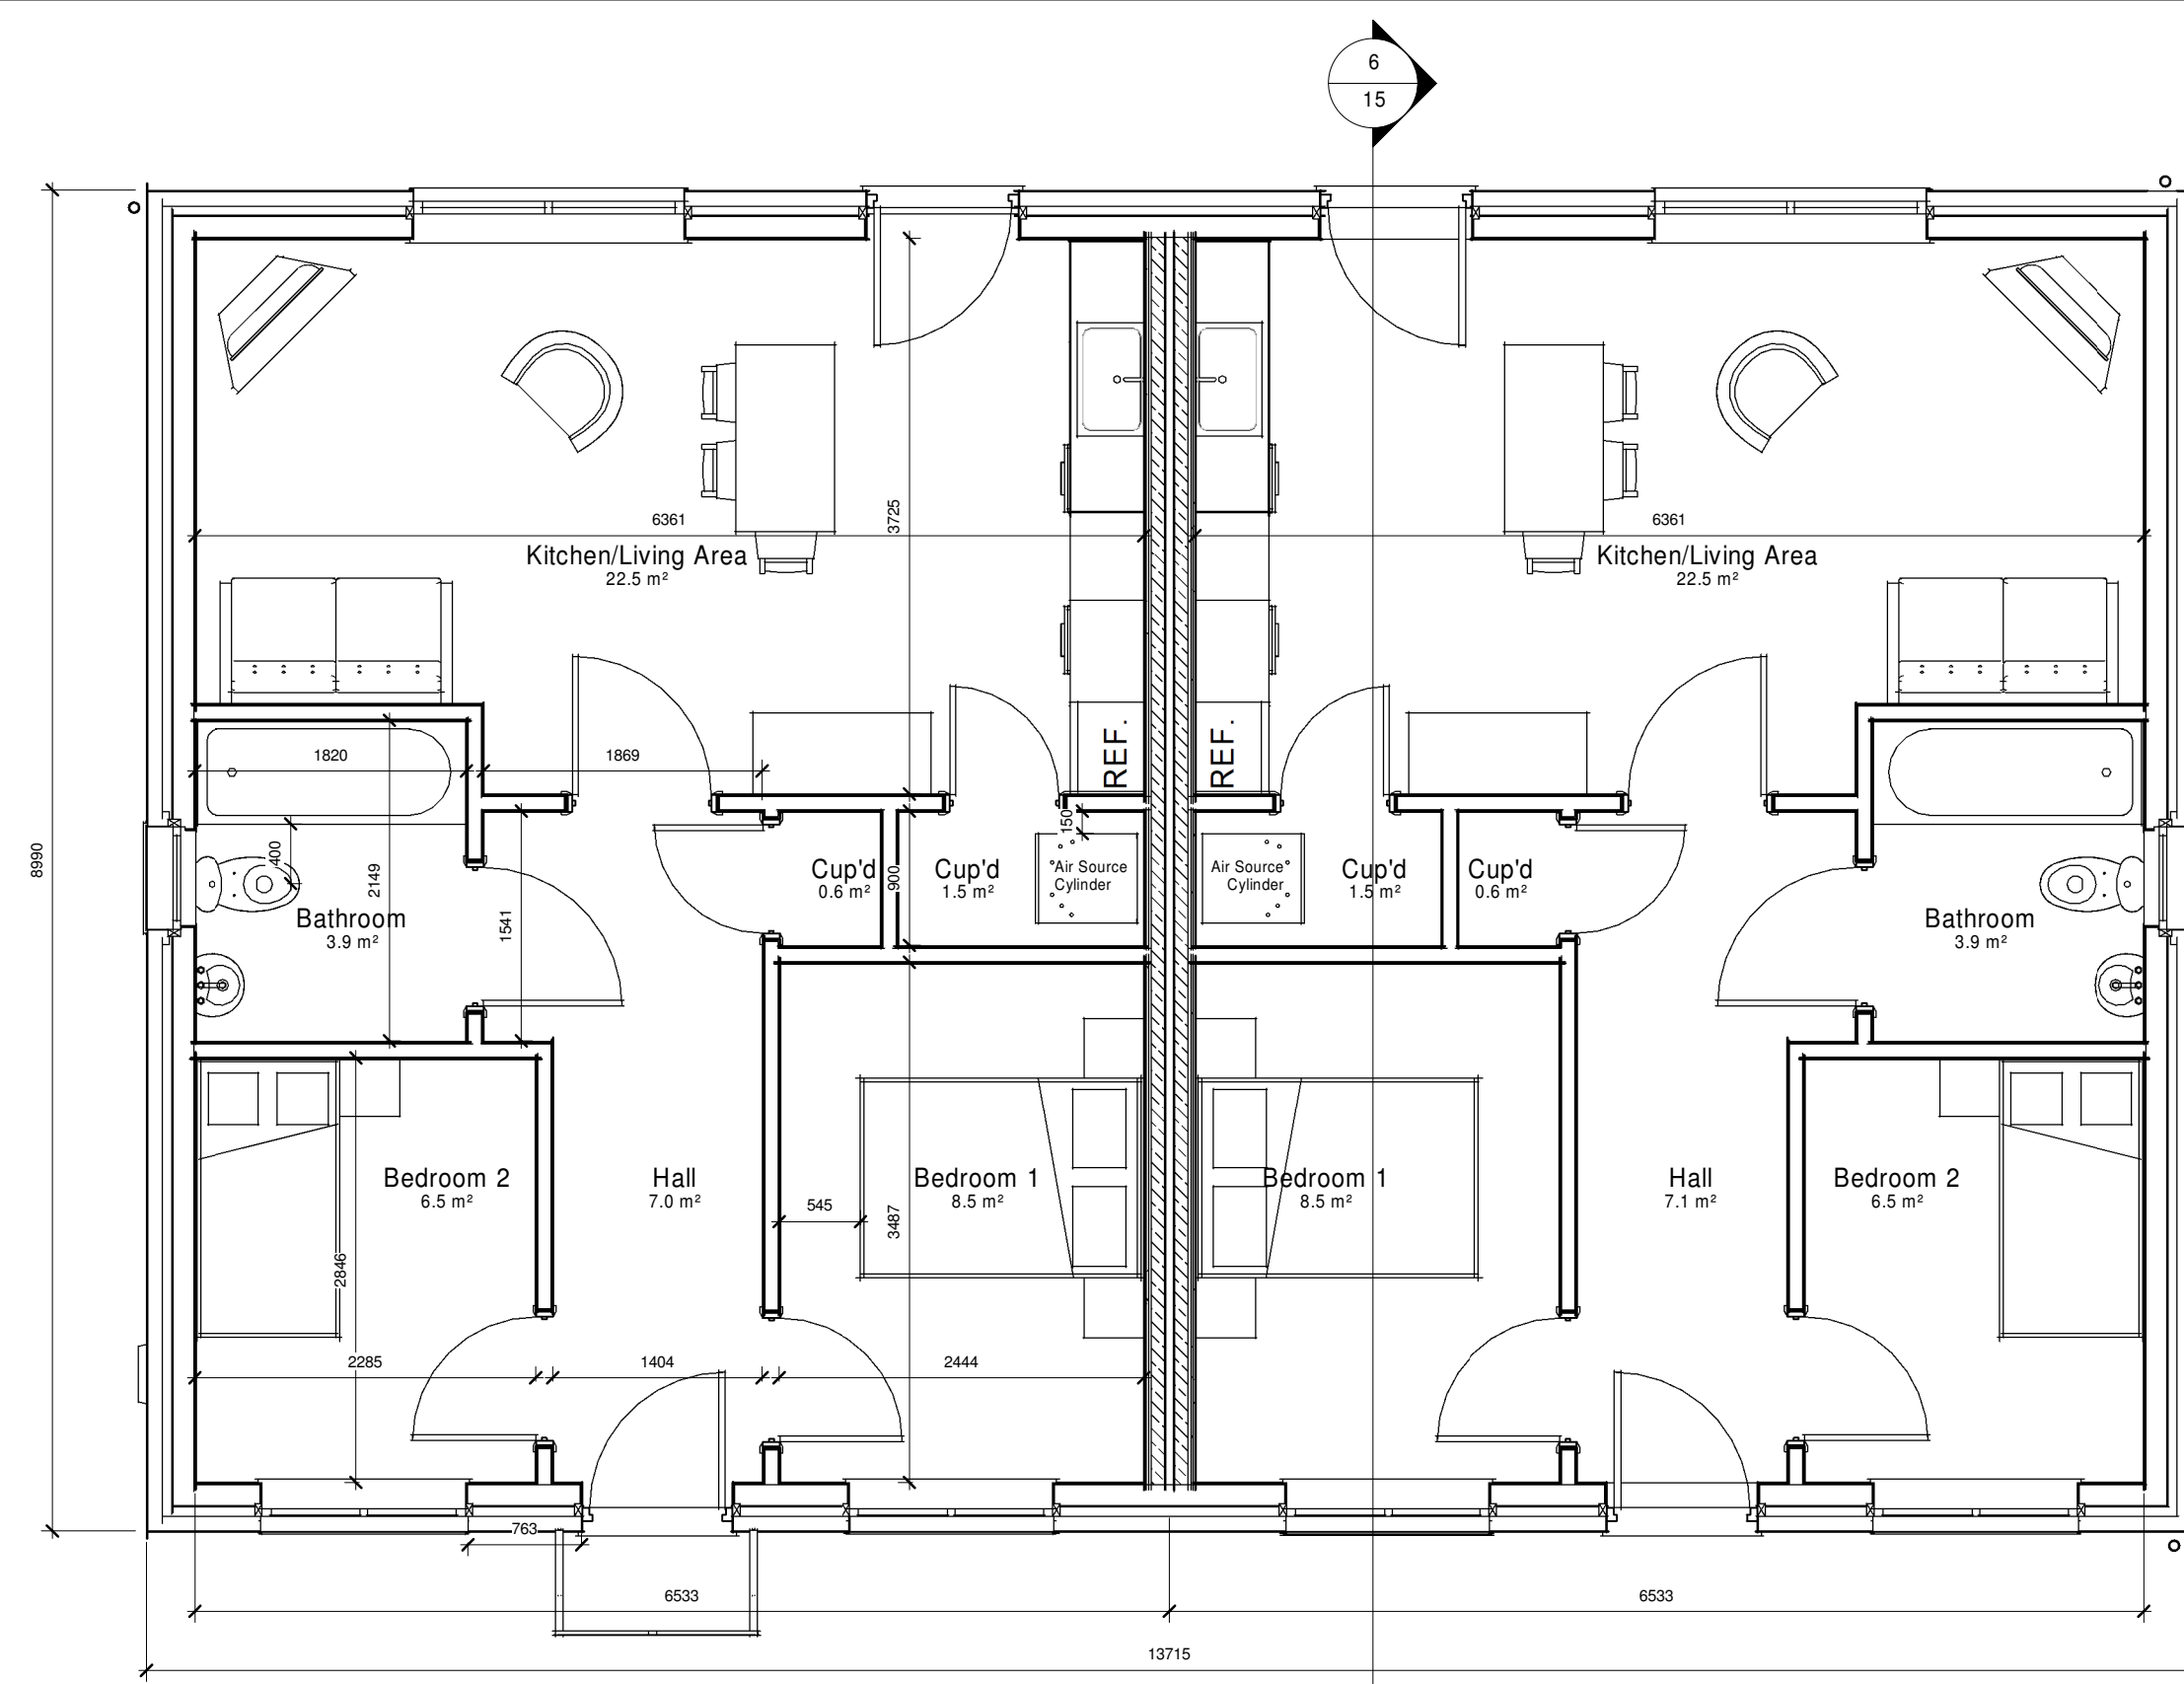 6
15
6361
3725
6361
Kitchen/Living Area
22.5 m²
Kitchen/Living Area
22.5 m²
REF.
REF.
1820
1869
150
8990
400
2149
1541
900
Cup'd
0.6 m²
Cup'd
1.5 m²
Air Source
Cylinder
Air Source
Cylinder
Cup'd
1.5 m²
Cup'd
0.6 m²
Bathroom
3.9 m²
Bathroom
3.9 m²
Bedroom 2
6.5 m²
Hall
7.0 m²
Bedroom 1
8.5 m²
Bedroom 1
8.5 m²
Hall
7.1 m²
Bedroom 2
6.5 m²
545
3487
2846
2285
1404
2444
763
6533
6533
13715